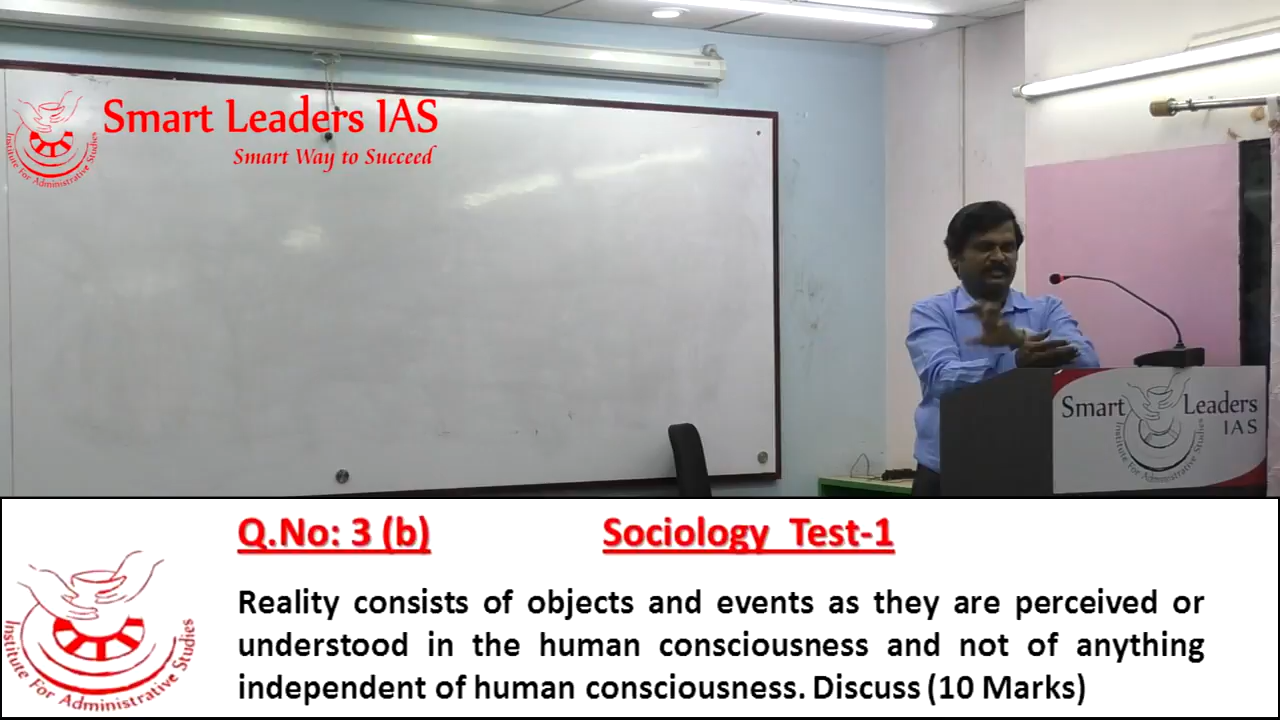 Smart Leaders IAS
Smart Way to Succeed
Institute For Administrative Studies
Smart Leaders
IAS
Institute For Administrative Studies
Q.No: 3 (b) Sociology Test-1
Reality consists of objects and events as they are perceived or
understood in the human consciousness and not of anything
independent of human consciousness. Discuss (10 Marks)
Institute For Administrative Studies